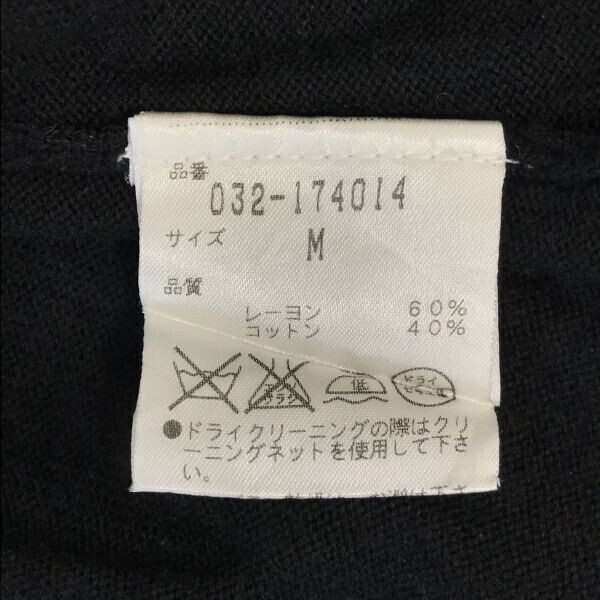 品番
032-174014
サイズ M
品質
レーヨン 60%
コットン 40%
低 ドライ
●ドライクリーニングの際はクリ
ーニングネットを使用して下さ
い。